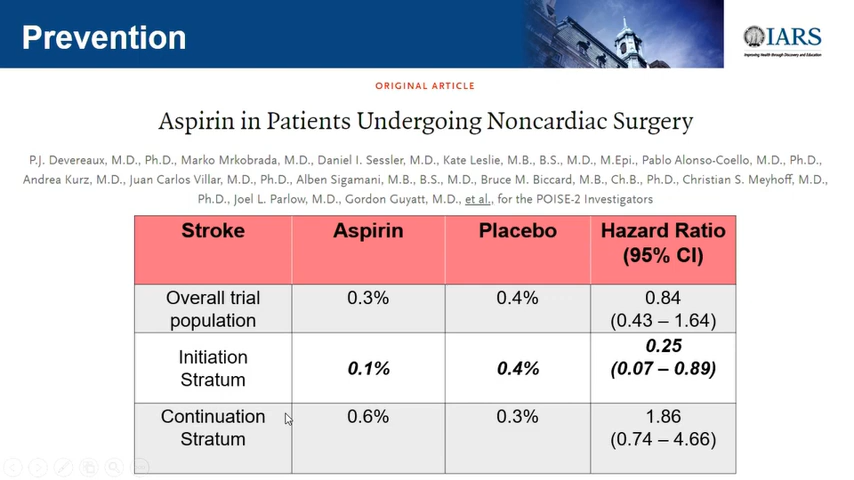 Prevention
IARS
Improving Health through Discovery and Education
ORIGINAL ARTICLE
Aspirin in Patients Undergoing Noncardiac Surgery
P.J. Devereaux, M.D., Ph.D., Marko Mrkobrada, M.D., Daniel I. Sessler, M.D., Kate Leslie, M.B., B.S., M.D., M.Epi., Pablo Alonso-Coello, M.D., Ph.D.,
Andrea Kurz, M.D., Juan Carlos Villar, M.D., Ph.D., Alben Sigamani, M.B., B.S., M.D., Bruce M. Biccard, M.B., Ch.B., Ph.D., Christian S. Meyhoff, M.D.,
Ph.D., Joel L. Parlow, M.D., Gordon Guyatt, M.D., et al., for the POISE-2 Investigators
Stroke Aspirin Placebo Hazard Ratio
(95% CI)
Overall trial 0.3% 0.4% 0.84
population (0.43 – 1.64)
0.25
Initiation 0.1% 0.4% (0.07 – 0.89)
Stratum
Continuation 0.6% 0.3% 1.86
Stratum (0.74 – 4.66)